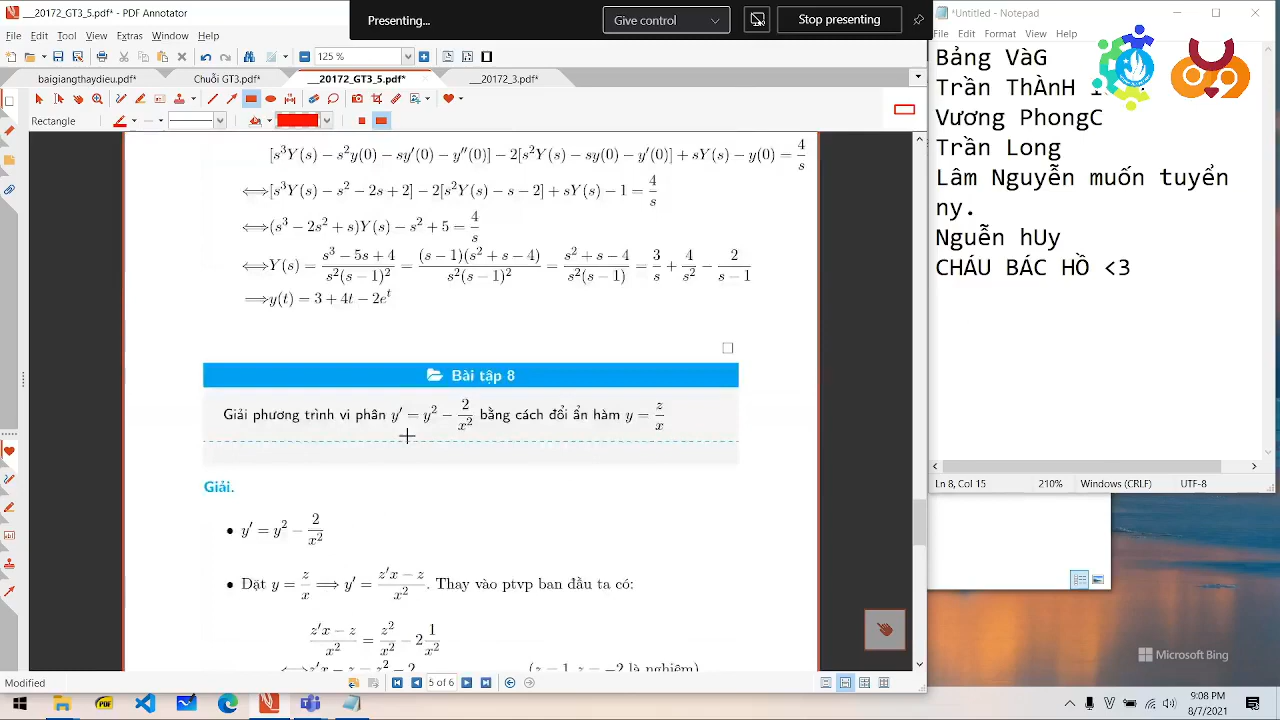 __20172_GT3_5.pdf* - PDF Annotator
File Edit Tool View Extras Window Help
Presenting...
Give control
Stop presenting
125 %
baigiangthaydieu.pdf* Chuỗi GT3.pdf* __20172_GT3_5.pdf* __20172_3.pdf*
Rectangle
[s³Y(s) − s²y(0) − sy′(0) − y″(0)] − 2[s²Y(s) − sy(0) − y′(0)] + sY(s) − y(0) = 4/s
⟺[s³Y(s) − s² − 2s + 2] − 2[s²Y(s) − s − 2] + sY(s) − 1 = 4/s
⟺(s³ − 2s² + s)Y(s) − s² + 5 = 4/s
⟺Y(s) = (s³ − 5s + 4)/(s²(s − 1)²) = ((s − 1)(s² + s − 4))/(s²(s − 1)²) = (s² + s − 4)/(s²(s − 1)) = 3/s + 4/s² − 2/(s − 1)
⟹y(t) = 3 + 4t − 2eᵗ
□
Bài tập 8
Giải phương trình vi phân y′ = y² − 2/x² bằng cách đổi ẩn hàm y = z/x
Giải.
• y′ = y² − 2/x²
• Đặt y = z/x ⟹ y′ = (z′x − z)/x². Thay vào ptvp ban đầu ta có:
(z′x − z)/x² = z²/x² − 2 1/x²
⟺z′x − z = z² − 2 (z = 1, z = −2 là nghiệm)
Modified
5 of 6
*Untitled - Notepad
File Edit Format View Help
Bảng VàG
Trần ThÀnH
Vương PhongC
Trần Long
Lâm Nguyễn muốn tuyển
ny.
Nguễn hUy
CHÁU BÁC HỒ <3
Ln 8, Col 15 210% Windows (CRLF) UTF-8
Microsoft Bing
9:08 PM
8/7/2021